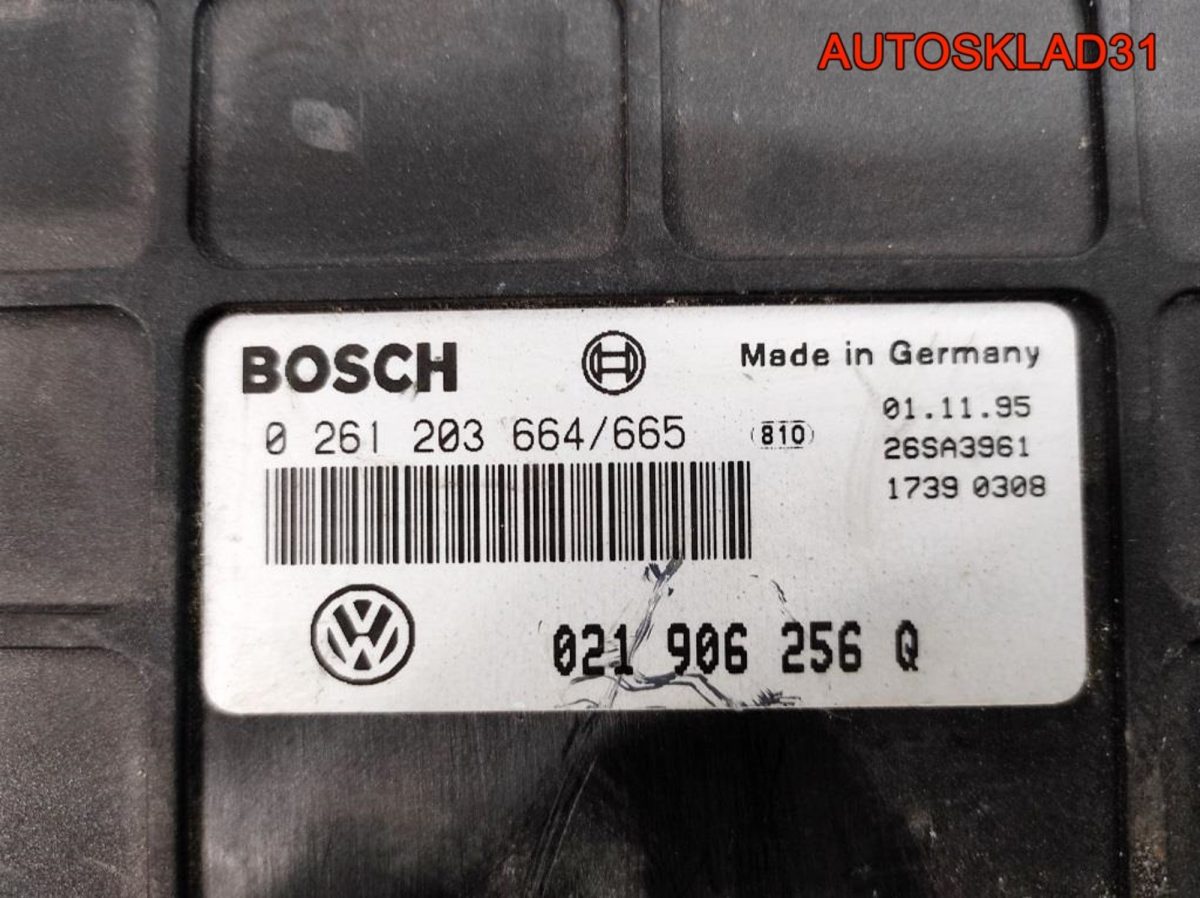 AUTOSKLAD31
BOSCH
Made in Germany
0 261 203 664/665
(810)
01.11.95
26SA3961
1739 0308
021 906 256 Q